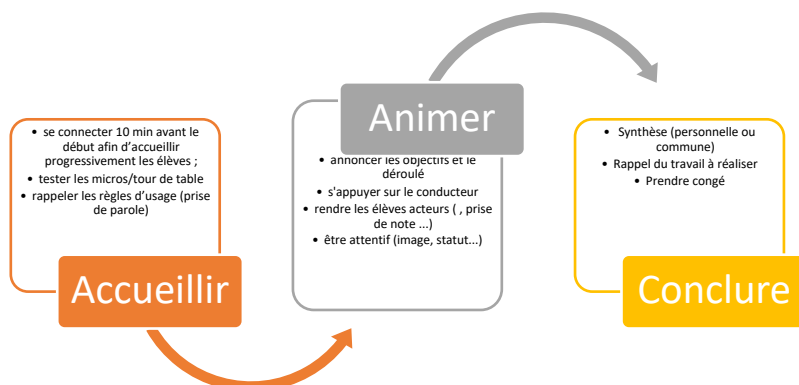 • se connecter 10 min avant le
début afin d'accueillir
progressivement les élèves ;
• tester les micros/tour de table
• rappeler les règles d'usage (prise
de parole)
Accueillir
Animer
• annoncer les objectifs et le
déroulé
• s'appuyer sur le conducteur
• rendre les élèves acteurs ( , prise
de note ...)
• être attentif (image, statut...)
• Synthèse (personnelle ou
commune)
• Rappel du travail à réaliser
• Prendre congé
Conclure